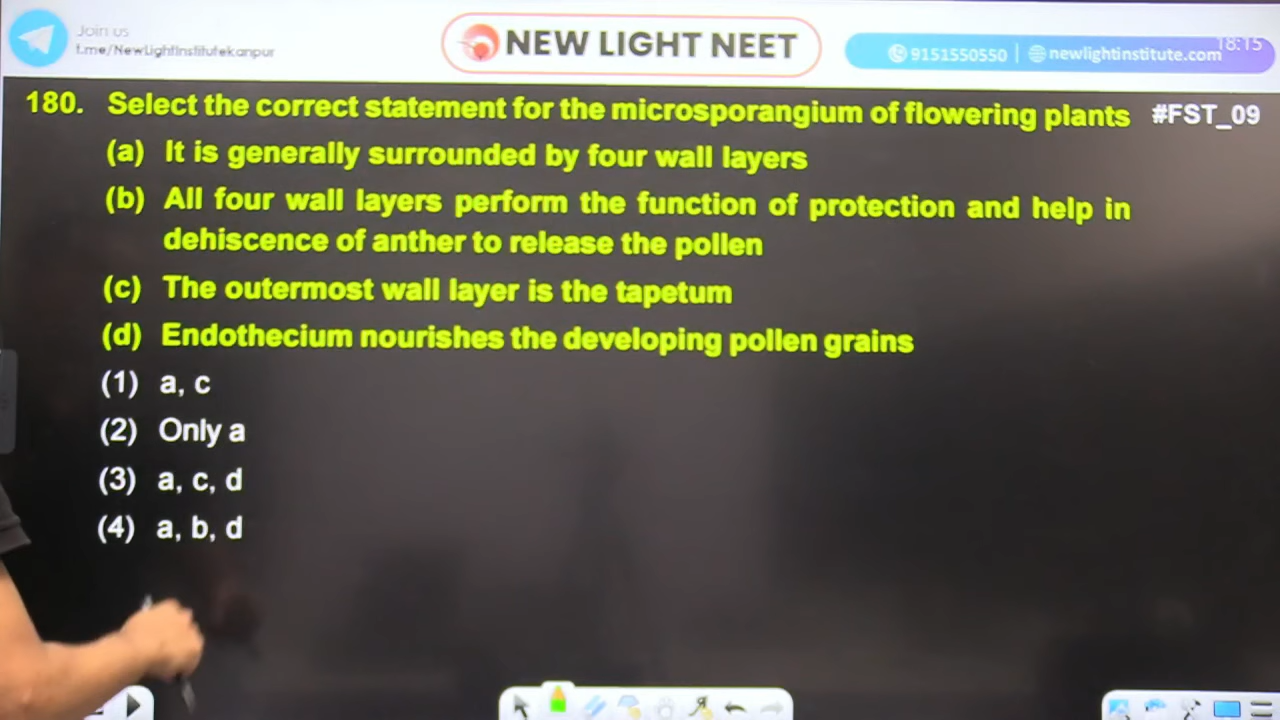 Join us
t.me/NewLightInstitutekanpur
NEW LIGHT NEET
9151550550
newlightinstitute.com
18:15
180. Select the correct statement for the microsporangium of flowering plants #FST_09
(a) It is generally surrounded by four wall layers
(b) All four wall layers perform the function of protection and help in
dehiscence of anther to release the pollen
(c) The outermost wall layer is the tapetum
(d) Endothecium nourishes the developing pollen grains
(1) a, c
(2) Only a
(3) a, c, d
(4) a, b, d